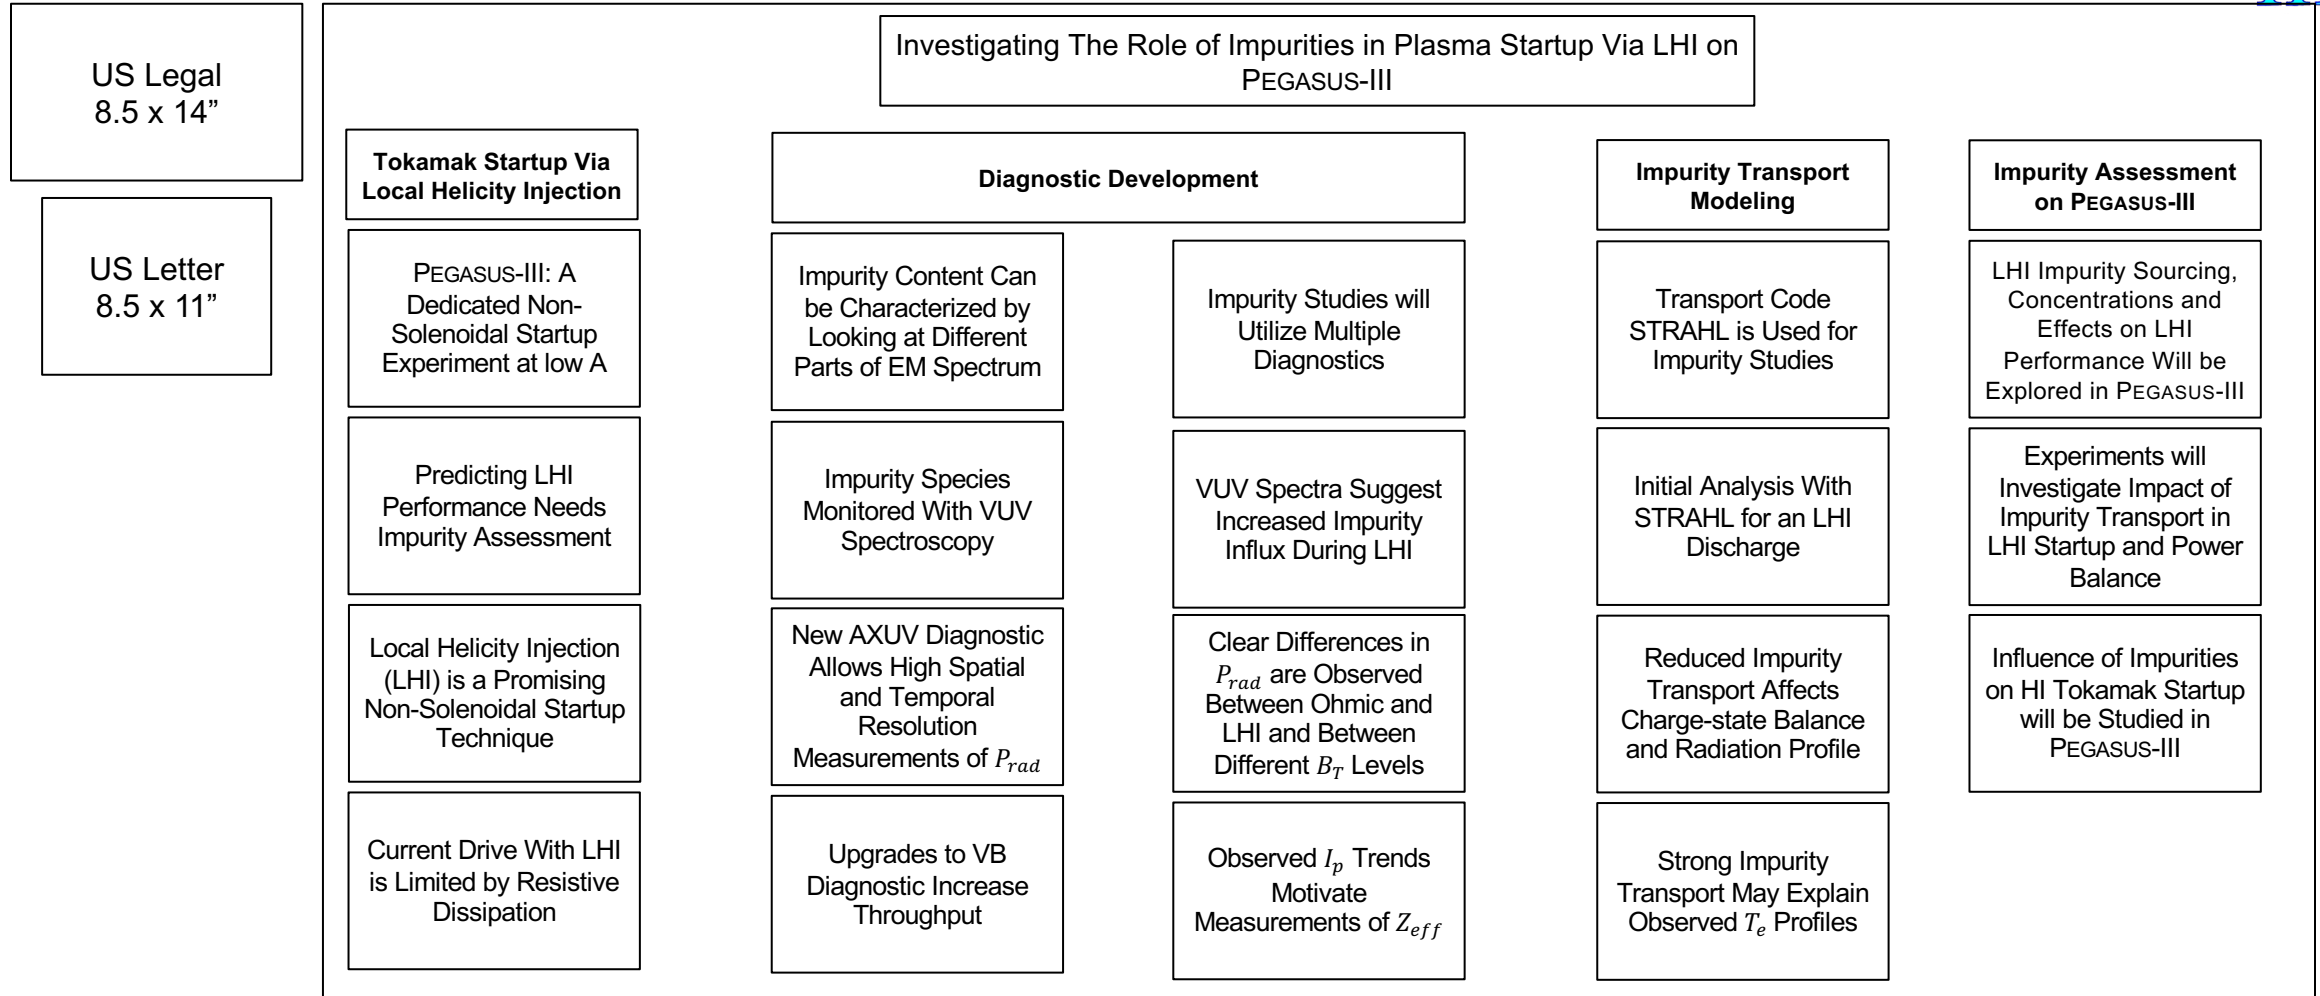 US Legal
8.5 x 14”
US Letter
8.5 x 11”
Investigating The Role of Impurities in Plasma Startup Via LHI on
PEGASUS-III
Tokamak Startup Via
Local Helicity Injection
PEGASUS-III: A
Dedicated Non-
Solenoidal Startup
Experiment at low A
Predicting LHI
Performance Needs
Impurity Assessment
Local Helicity Injection
(LHI) is a Promising
Non-Solenoidal Startup
Technique
Current Drive With LHI
is Limited by Resistive
Dissipation
Diagnostic Development
Impurity Content Can
be Characterized by
Looking at Different
Parts of EM Spectrum
Impurity Species
Monitored With VUV
Spectroscopy
New AXUV Diagnostic
Allows High Spatial
and Temporal
Resolution
Measurements of P_rad
Upgrades to VB
Diagnostic Increase
Throughput
Impurity Studies will
Utilize Multiple
Diagnostics
VUV Spectra Suggest
Increased Impurity
Influx During LHI
Clear Differences in
P_rad are Observed
Between Ohmic and
LHI and Between
Different B_T Levels
Observed I_p Trends
Motivate
Measurements of Z_eff
Impurity Transport
Modeling
Transport Code
STRAHL is Used for
Impurity Studies
Initial Analysis With
STRAHL for an LHI
Discharge
Reduced Impurity
Transport Affects
Charge-state Balance
and Radiation Profile
Strong Impurity
Transport May Explain
Observed T_e Profiles
Impurity Assessment
on PEGASUS-III
LHI Impurity Sourcing,
Concentrations and
Effects on LHI
Performance Will be
Explored in PEGASUS-III
Experiments will
Investigate Impact of
Impurity Transport in
LHI Startup and Power
Balance
Influence of Impurities
on HI Tokamak Startup
will be Studied in
PEGASUS-III